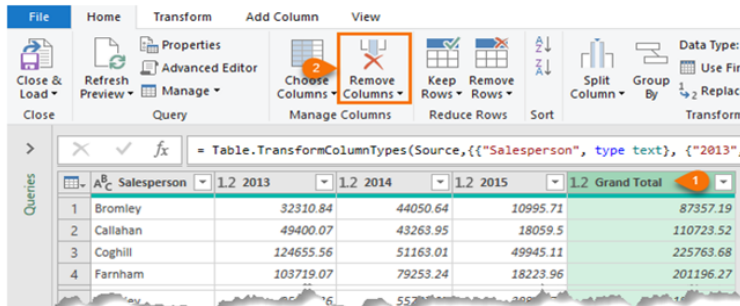 File Home Transform Add Column View
Properties
Advanced Editor
Manage
Close & Load
Refresh Preview
Choose Columns
Remove Columns
Keep Rows
Remove Rows
Split Column
Group By
Data Type:
Use Fir
Replac
Close Query Manage Columns Reduce Rows Sort Transform
2
fx = Table.TransformColumnTypes(Source,{{"Salesperson", type text}, {"2013",
Queries
ABC Salesperson 1.2 2013 1.2 2014 1.2 2015 1.2 Grand Total 1
1 Bromley 32310.84 44050.64 10995.71 87357.19
2 Callahan 49400.07 43263.95 18059.5 110723.52
3 Coghill 124655.56 51163.01 49945.11 225763.68
4 Farnham 103719.07 79253.24 18223.96 201196.27